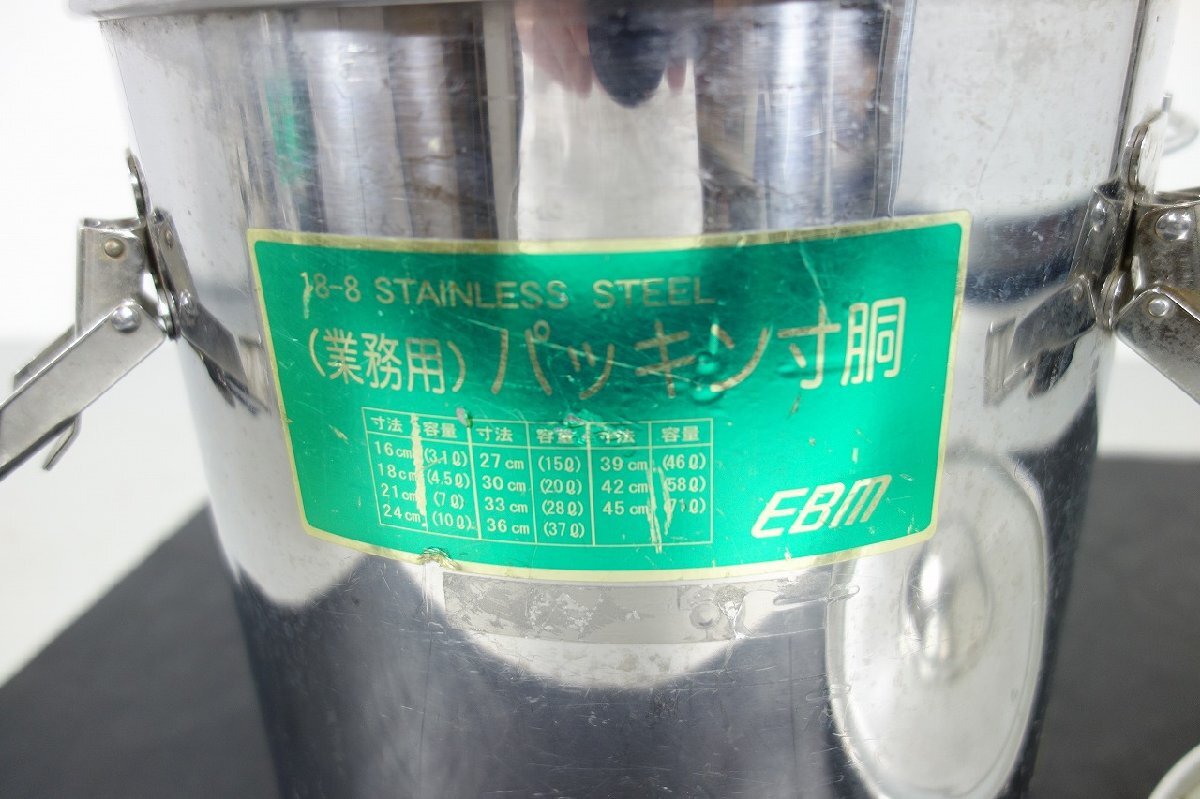 18-8 STAINLESS STEEL
(業務用) パッキン寸胴
寸法 容量 寸法 容量 寸法 容量
16cm (3.1ℓ) 27cm (15ℓ) 39cm (46ℓ)
18cm (4.5ℓ) 30cm (20ℓ) 42cm (58ℓ)
21cm (7ℓ) 33cm (28ℓ) 45cm (71ℓ)
24cm (10ℓ) 36cm (37ℓ)
EBM